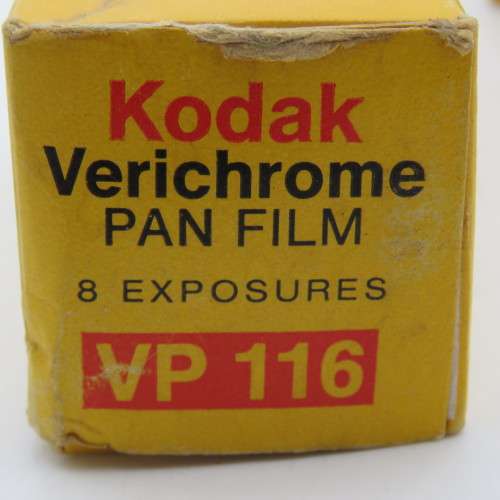 Kodak
Verichrome
PAN FILM
8 EXPOSURES
VP 116